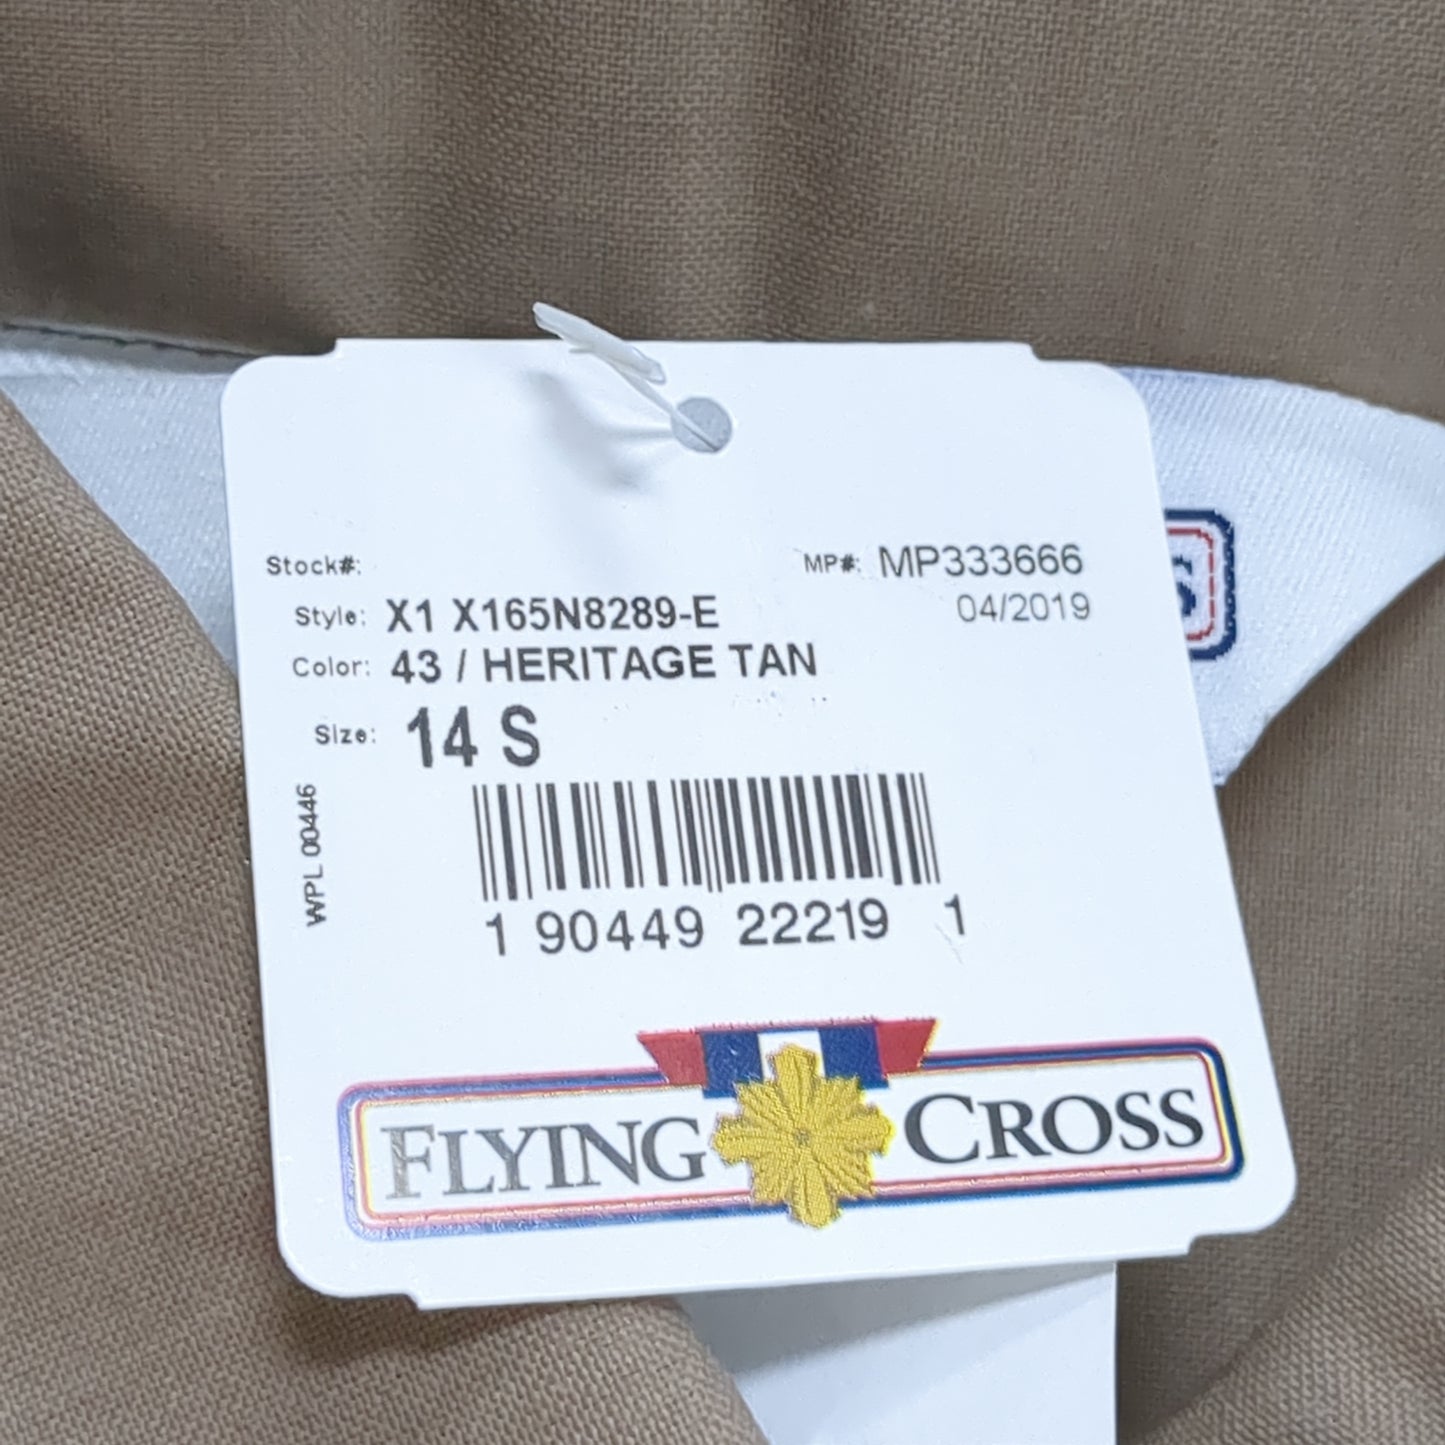 Stock#:
MP#: MP333666
Style: X1 X165N8289-E
04/2019
Color: 43 / HERITAGE TAN
Size: 14 S
WPL 00446
1 90449 22219 1
FLYING CROSS